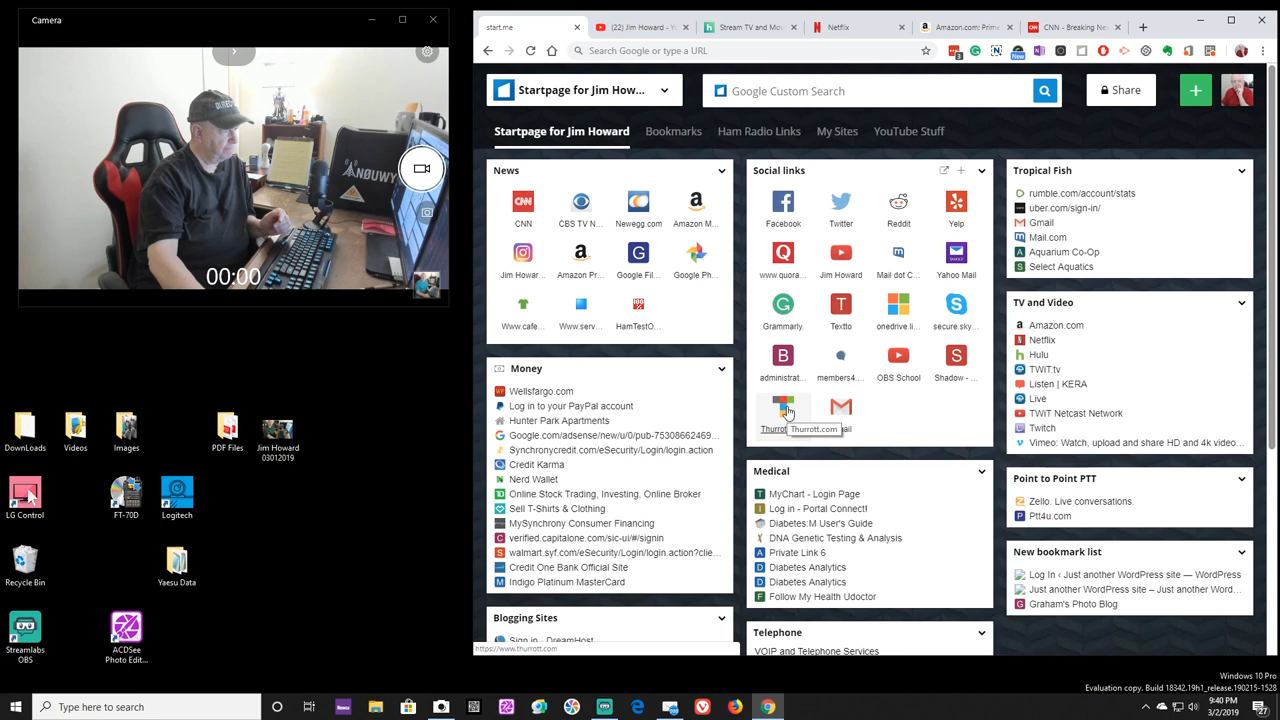 Camera
00:00
DownLoads
Videos
Images
PDF Files
Jim Howard
03012019
LG Control
FT-70D
Logitech
Recycle Bin
Yaesu Data
Streamlabs
OBS
ACDSee
Photo Edit...
start.me
(22) Jim Howard - Y
Stream TV and Mov
Netflix
Amazon.com: Prime
CNN - Breaking Ne
Search Google or type a URL
Startpage for Jim How...
Google Custom Search
Share
Startpage for Jim Howard
Bookmarks
Ham Radio Links
My Sites
YouTube Stuff
News
CNN
CBS TV N...
Newegg.com
Amazon M...
Jim Howar...
Amazon Pr...
Google Fil...
Google Ph...
Www.cafe...
Www.serv...
HamTestO...
Money
Wellsfargo.com
Log in to your PayPal account
Hunter Park Apartments
Google.com/adsense/new/u/0/pub-75308662469...
Synchronycredit.com/eSecurity/Login/login.action
Credit Karma
Nerd Wallet
Online Stock Trading, Investing, Online Broker
Sell T-Shirts & Clothing
MySynchrony Consumer Financing
verified.capitalone.com/sic-ui/#/signin
walmart.syf.com/eSecurity/Login/login.action?clie...
Credit One Bank Official Site
Indigo Platinum MasterCard
Blogging Sites
Sign in · DreamHost
https://www.thurrott.com
Social links
Facebook
Twitter
Reddit
Yelp
www.quora...
Jim Howard
Mail dot C...
Yahoo Mail
Grammarly.
Textto
onedrive.li...
secure.sky...
administrat...
members4....
OBS School
Shadow - ...
Thurrott.com
Medical
MyChart - Login Page
Log in - Portal Connect!
Diabetes:M User's Guide
DNA Genetic Testing & Analysis
Private Link 6
Diabetes Analytics
Diabetes Analytics
Follow My Health Udoctor
Telephone
VOIP and Telephone Services
Tropical Fish
rumble.com/account/stats
uber.com/sign-in/
Gmail
Mail.com
Aquarium Co-Op
Select Aquatics
TV and Video
Amazon.com
Netflix
Hulu
TWiT.tv
Listen | KERA
Live
TWiT Netcast Network
Twitch
Vimeo: Watch, upload and share HD and 4k video...
Point to Point PTT
Zello. Live conversations.
Ptt4u.com
New bookmark list
Log In ‹ Just another WordPress site — WordPress
Just another WordPress site – Just another Word...
Graham's Photo Blog
Windows 10 Pro
Evaluation copy. Build 18342.19h1_release.190215-1528
Type here to search
9:40 PM
3/2/2019
27